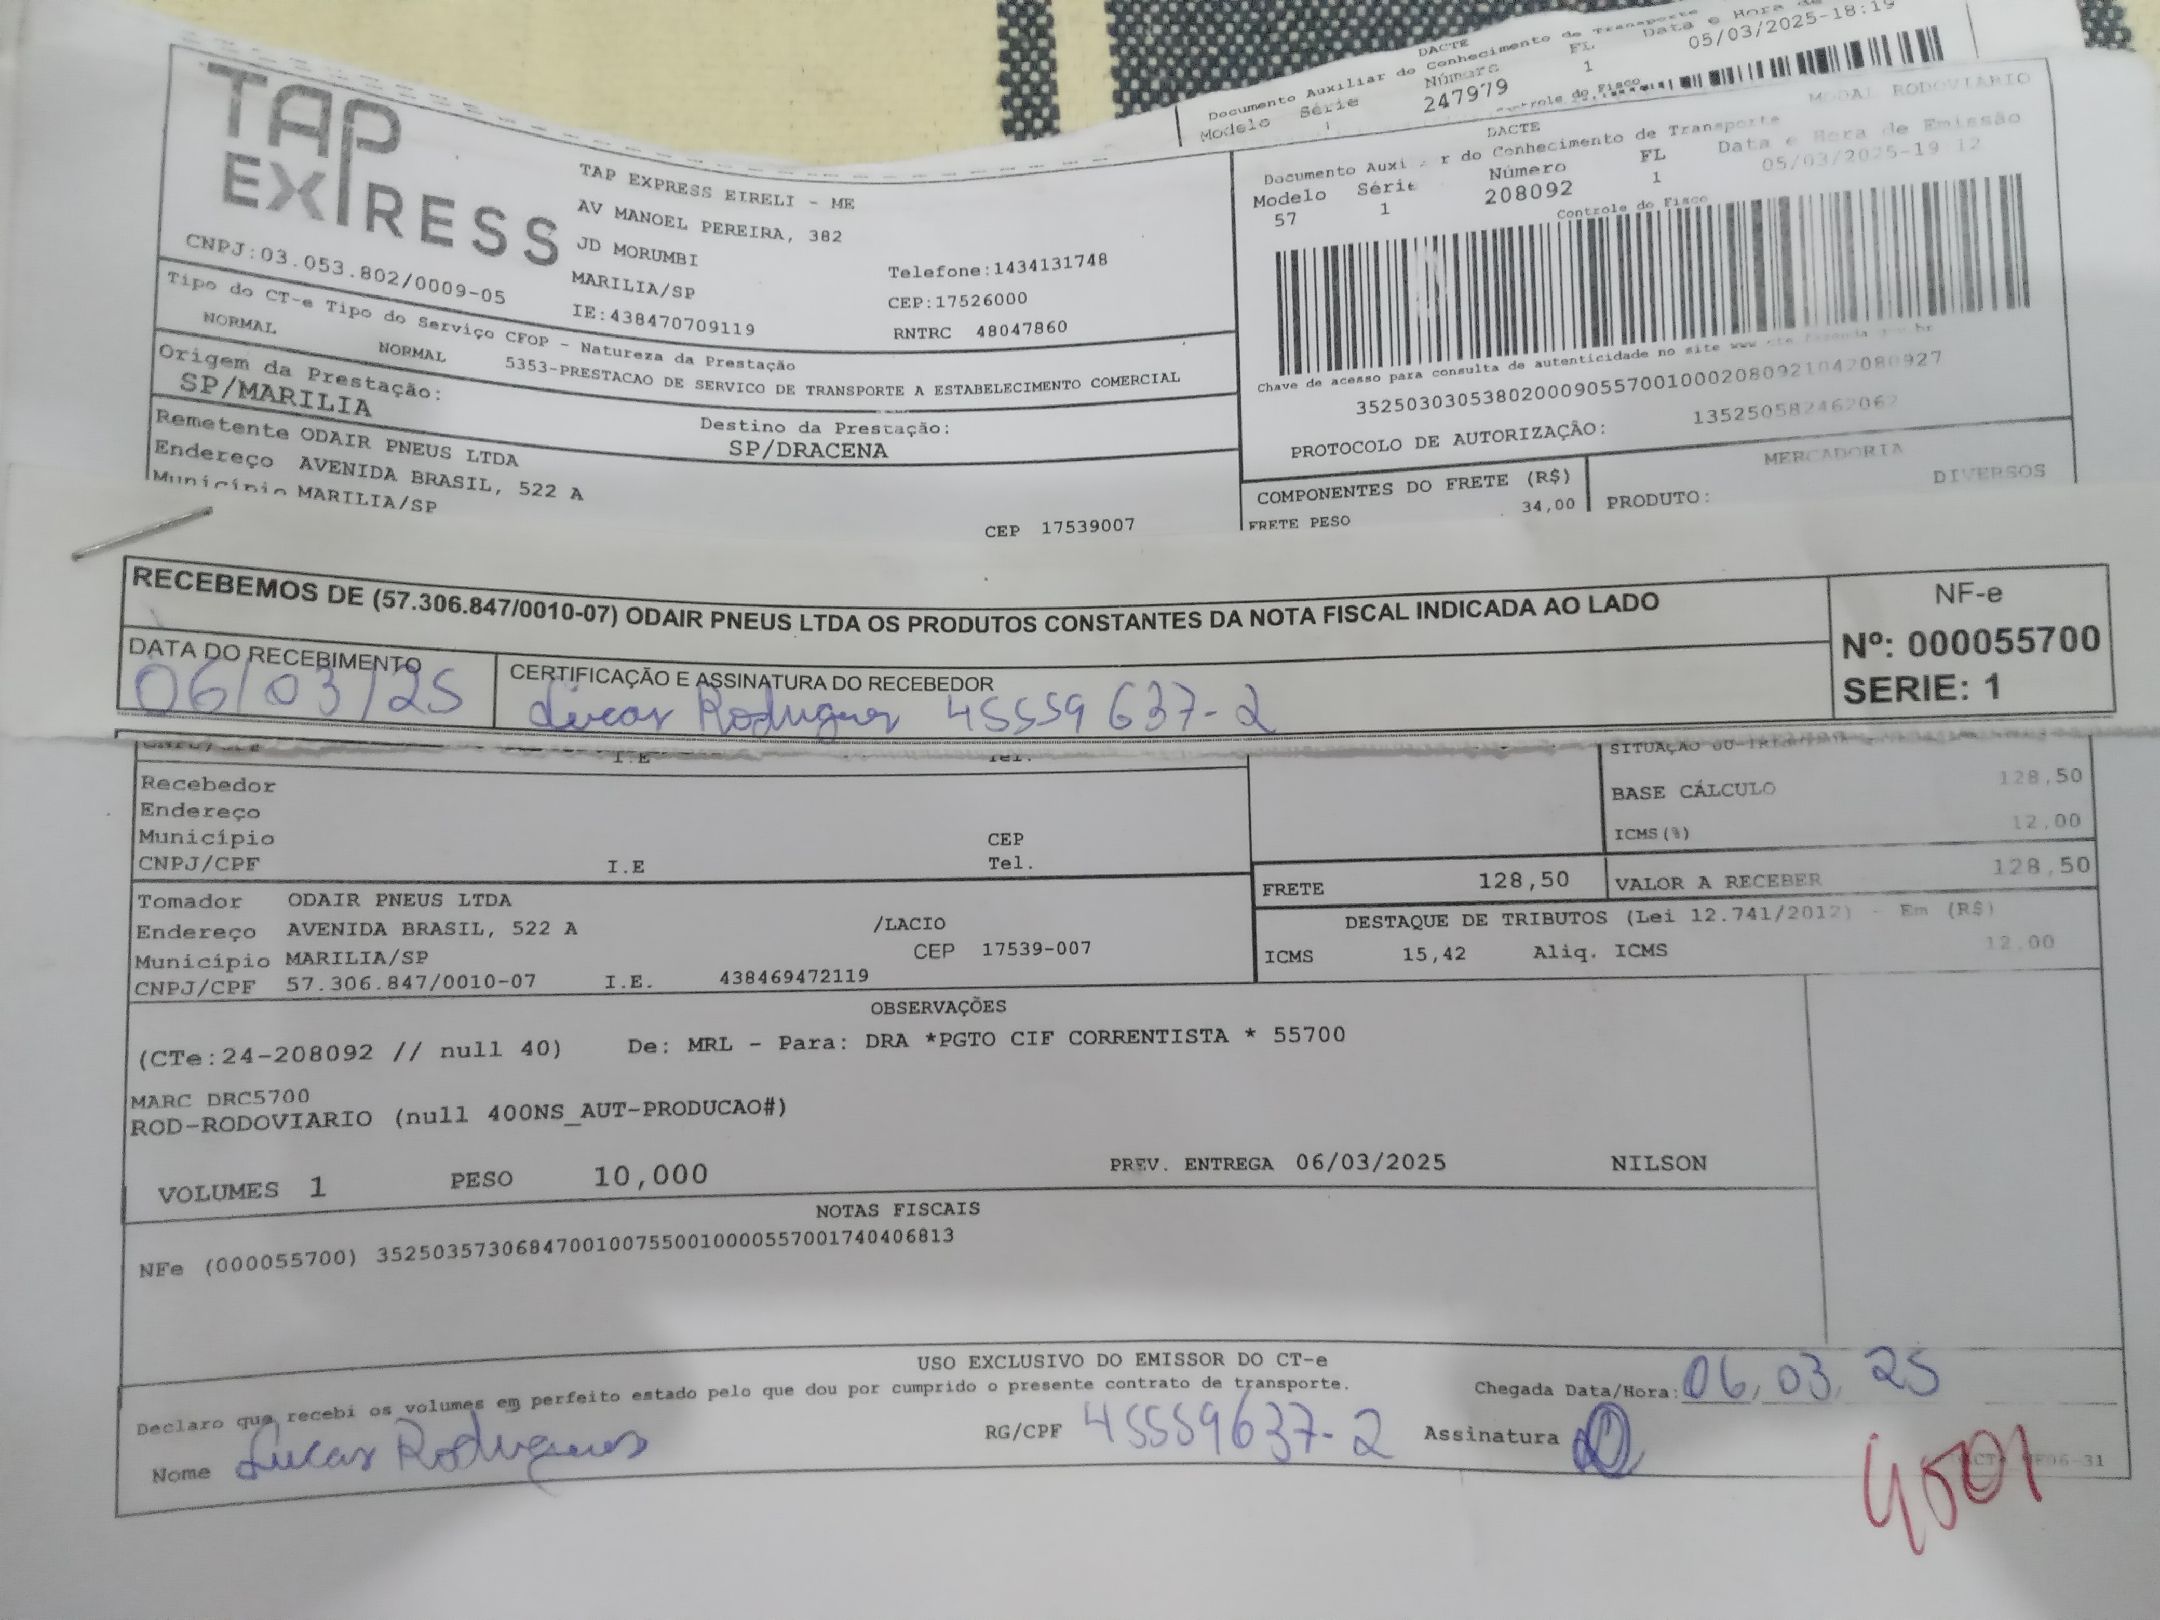 DACTE
Documento Auxiliar do Conhecimento de Transporte
Modelo Série Número FL Data e Hora de
1 247979 1 05/03/2025-18:19
Controle do Fisco
TAP EXPRESS
TAP EXPRESS EIRELI - ME
AV MANOEL PEREIRA, 382
JD MORUMBI
MARILIA/SP
IE:438470709119
Telefone:1434131748
CEP:17526000
RNTRC 48047860
CNPJ:03.053.802/0009-05
MODAL RODOVIARIO
DACTE
Documento Auxi r do Conhecimento de Transporte
Modelo Série Número FL Data e Hora de Emissão
57 1 208092 1 05/03/2025-19 12
Controle do Fisco
Chave de acesso para consulta de autenticidade no site www cte fazenda gov.br
35250303053802000905570010002080921042080927
PROTOCOLO DE AUTORIZAÇÃO: 135250582462062
Tipo do CT-e Tipo do Serviço CFOP - Natureza da Prestação
NORMAL NORMAL 5353-PRESTACAO DE SERVICO DE TRANSPORTE A ESTABELECIMENTO COMERCIAL
Origem da Prestação:
SP/MARILIA
Destino da Prestação:
SP/DRACENA
Remetente ODAIR PNEUS LTDA
Endereço AVENIDA BRASIL, 522 A
Município MARILIA/SP
CEP 17539007
COMPONENTES DO FRETE (R$)
FRETE PESO 34,00
MERCADORIA
PRODUTO: DIVERSOS
RECEBEMOS DE (57.306.847/0010-07) ODAIR PNEUS LTDA OS PRODUTOS CONSTANTES DA NOTA FISCAL INDICADA AO LADO
NF-e
Nº: 000055700
SERIE: 1
DATA DO RECEBIMENTO
06/03/25
CERTIFICAÇÃO E ASSINATURA DO RECEBEDOR
Lucas Rodrigues 45559637-2
CNPJ/CPF I.E Tel.
Recebedor
Endereço
Município CEP
CNPJ/CPF I.E Tel.
BASE CÁLCULO 128,50
ICMS(%) 12,00
FRETE 128,50 VALOR A RECEBER 128,50
DESTAQUE DE TRIBUTOS (Lei 12.741/2012) - Em (R$)
ICMS 15,42 Aliq. ICMS 12.00
Tomador ODAIR PNEUS LTDA
Endereço AVENIDA BRASIL, 522 A /LACIO
Município MARILIA/SP CEP 17539-007
CNPJ/CPF 57.306.847/0010-07 I.E. 438469472119
OBSERVAÇÕES
(CTe:24-208092 // null 40) De: MRL - Para: DRA *PGTO CIF CORRENTISTA * 55700
MARC DRC5700
ROD-RODOVIARIO (null 400NS_AUT-PRODUCAO#)
VOLUMES 1 PESO 10,000 PREV. ENTREGA 06/03/2025 NILSON
NOTAS FISCAIS
NFe (000055700) 35250357306847001007550010000557001740406813
USO EXCLUSIVO DO EMISSOR DO CT-e
Declaro que recebi os volumes em perfeito estado pelo que dou por cumprido o presente contrato de transporte.
Chegada Data/Hora: 06/03/25
Nome Lucas Rodrigues RG/CPF 45559637-2 Assinatura
4501